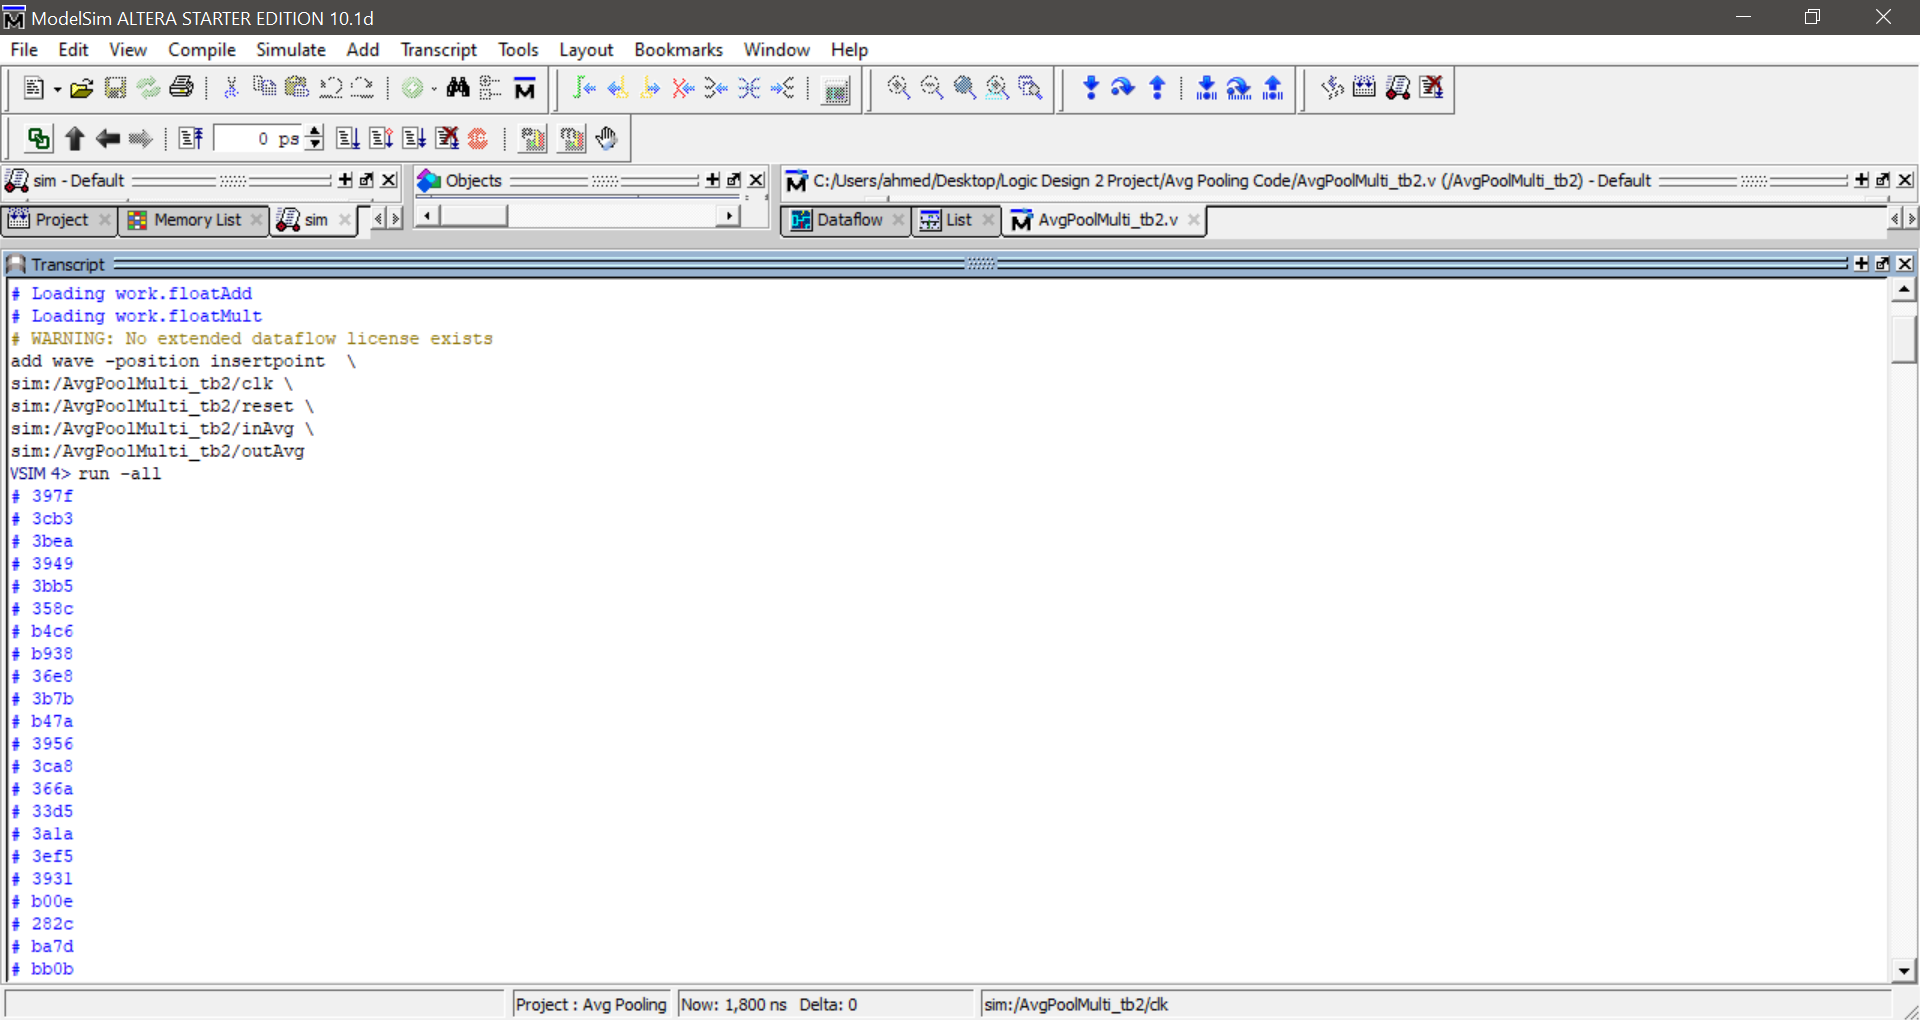 ModelSim ALTERA STARTER EDITION 10.1d
File Edit View Compile Simulate Add Transcript Tools Layout Bookmarks Window Help
0 ps
sim - Default
Objects
C:/Users/ahmed/Desktop/Logic Design 2 Project/Avg Pooling Code/AvgPoolMulti_tb2.v (/AvgPoolMulti_tb2) - Default
Project Memory List sim
Dataflow List AvgPoolMulti_tb2.v
Transcript
# Loading work.floatAdd
# Loading work.floatMult
# WARNING: No extended dataflow license exists
add wave -position insertpoint \
sim:/AvgPoolMulti_tb2/clk \
sim:/AvgPoolMulti_tb2/reset \
sim:/AvgPoolMulti_tb2/inAvg \
sim:/AvgPoolMulti_tb2/outAvg
VSIM 4> run -all
# 397f
# 3cb3
# 3bea
# 3949
# 3bb5
# 358c
# b4c6
# b938
# 36e8
# 3b7b
# b47a
# 3956
# 3ca8
# 366a
# 33d5
# 3a1a
# 3ef5
# 3931
# b00e
# 282c
# ba7d
# bb0b
Project : Avg Pooling Now: 1,800 ns Delta: 0 sim:/AvgPoolMulti_tb2/clk